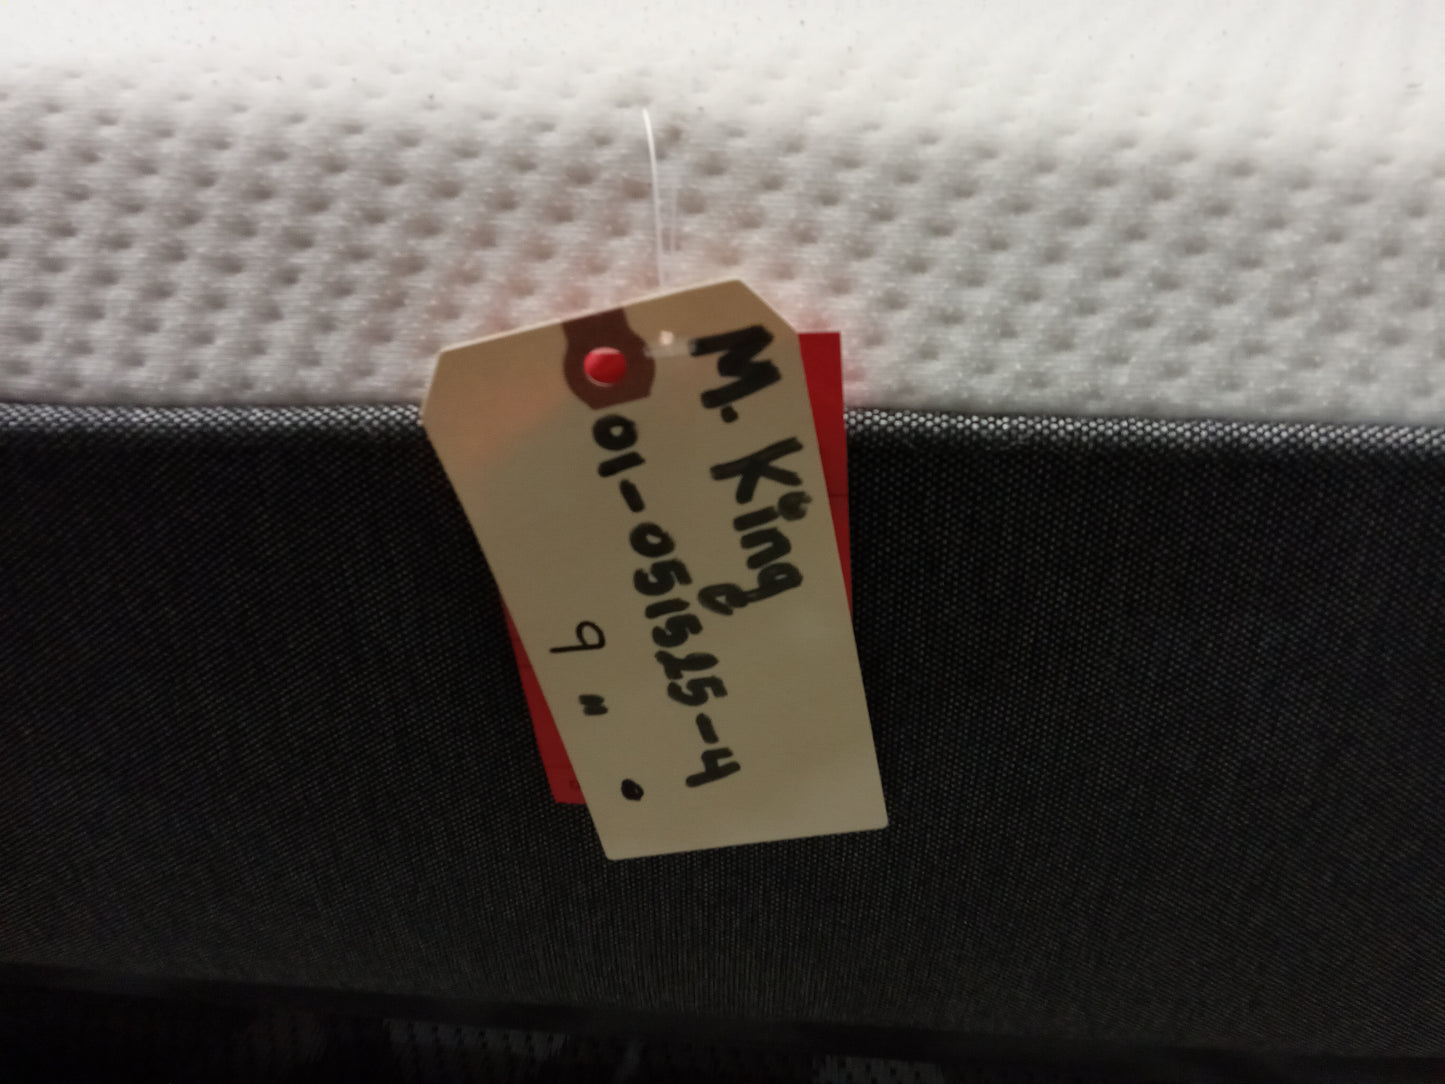 M. King
01-051525-4
9 " .